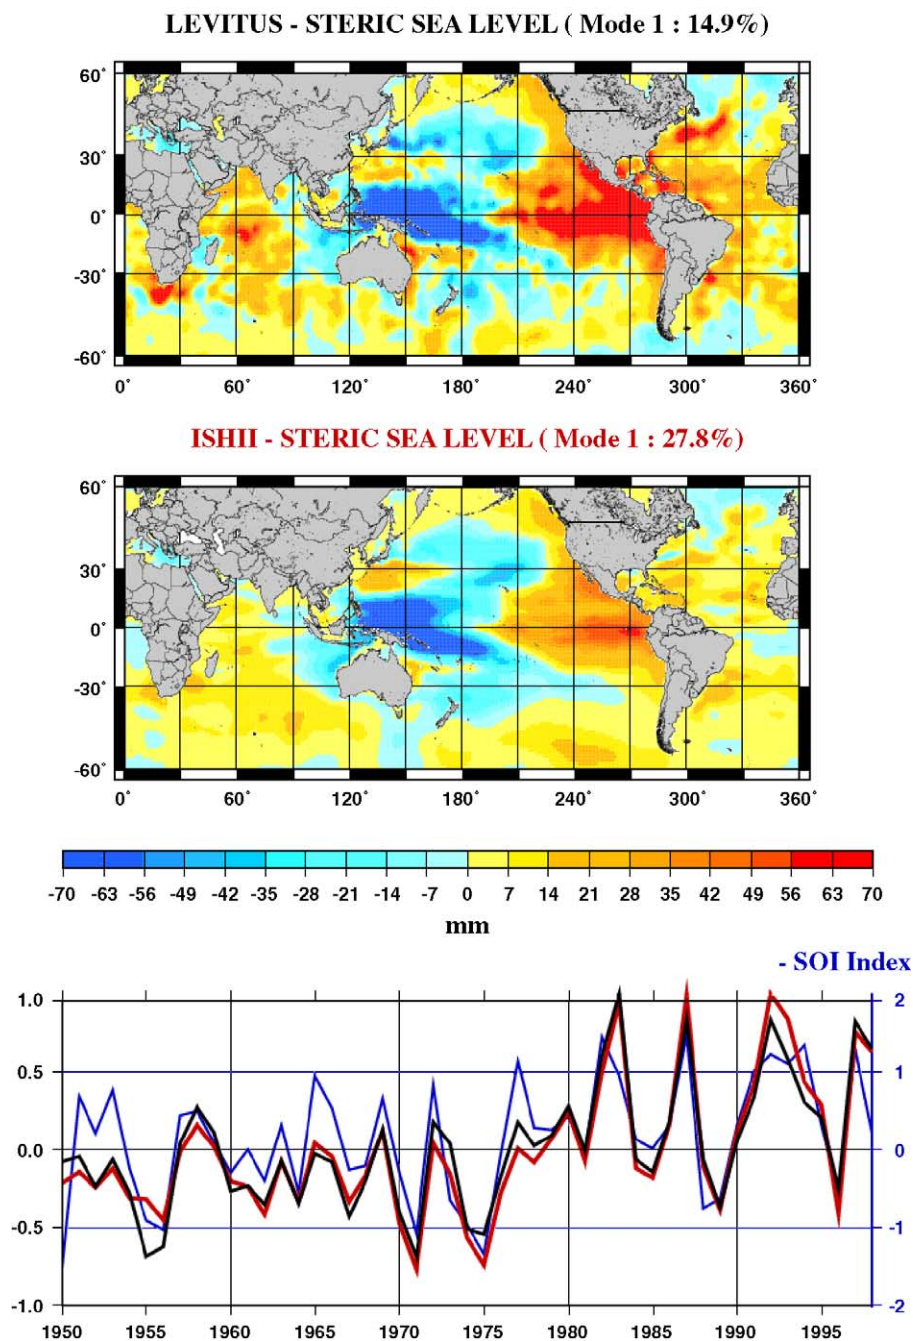 LEVITUS - STERIC SEA LEVEL ( Mode 1 : 14.9%)
60°
30°
0°
-30°
-60°
0° 60° 120° 180° 240° 300° 360°
ISHII - STERIC SEA LEVEL ( Mode 1 : 27.8%)
60°
30°
0°
-30°
-60°
0° 60° 120° 180° 240° 300° 360°
-70 -63 -56 -49 -42 -35 -28 -21 -14 -7 0 7 14 21 28 35 42 49 56 63 70
mm
- SOI Index
1.0 2
0.5 1
0.0 0
-0.5 -1
-1.0 -2
1950 1955 1960 1965 1970 1975 1980 1985 1990 1995